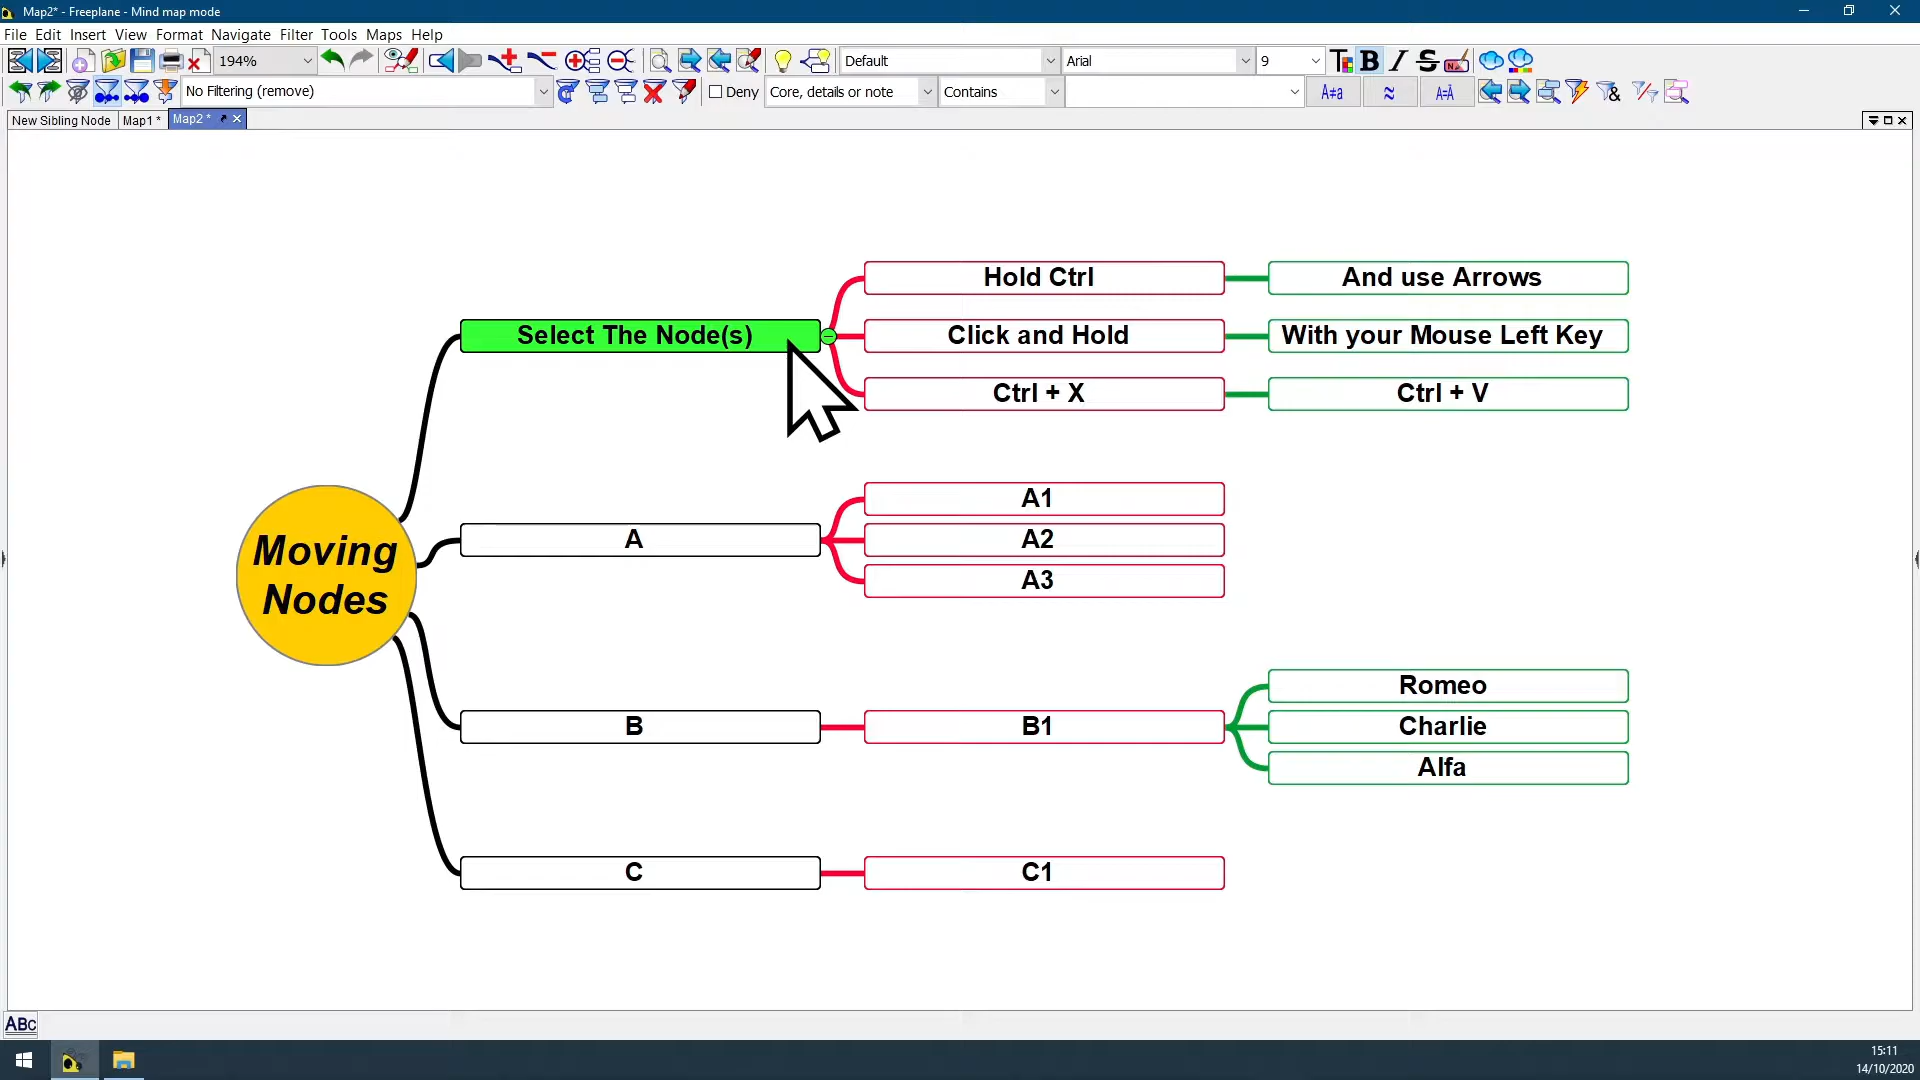 Map2* - Freeplane - Mind map mode
File Edit Insert View Format Navigate Filter Tools Maps Help
194% Default Arial 9 B I S
No Filtering (remove) Deny Core, details or note Contains A≠a ≈ A=Ä &
New Sibling Node Map1 * Map2 *
Hold Ctrl And use Arrows
Select The Node(s) Click and Hold With your Mouse Left Key
Ctrl + X Ctrl + V
Moving
Nodes
A1
A A2
A3
Romeo
B B1 Charlie
Alfa
C C1
ABC
15:11
14/10/2020